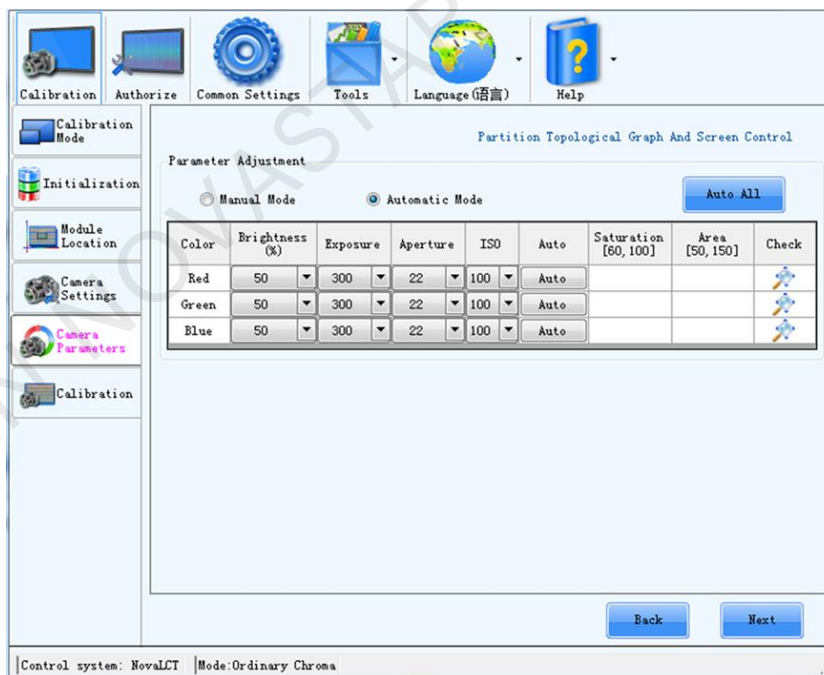 Calibration Authorize Common Settings Tools Language(语言) Help
Calibration
Mode
Initialization
Module
Location
Camera
Settings
Camera
Parameters
Calibration
Partition Topological Graph And Screen Control
Parameter Adjustment
Manual Mode Automatic Mode Auto All
Color Brightness (%) Exposure Aperture ISO Auto Saturation [60, 100] Area [50, 150] Check
Red 50 300 22 100 Auto
Green 50 300 22 100 Auto
Blue 50 300 22 100 Auto
Back Next
Control system: NovaLCT Mode:Ordinary Chroma
NOVASTAR